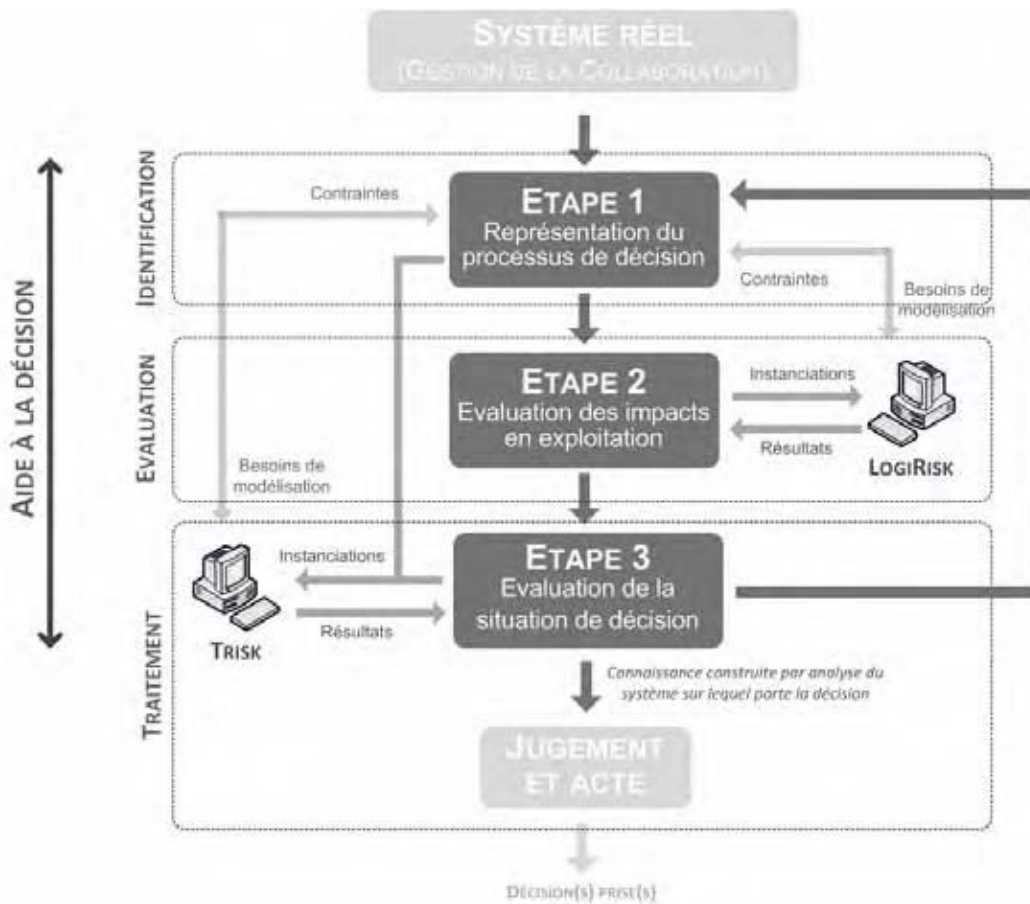 SYSTÈME RÉEL
(GESTION DE LA COLLABORATION)
AIDE À LA DÉCISION
IDENTIFICATION
Contraintes
ETAPE 1
Représentation du
processus de décision
Contraintes
Besoins de
modélisation
EVALUATION
ETAPE 2
Evaluation des impacts
en exploitation
Instanciations
Résultats
LOGIRISK
Besoins de
modélisation
TRAITEMENT
Instanciations
Résultats
TRISK
ETAPE 3
Evaluation de la
situation de décision
Connaissance construite par analyse du
système sur lequel porte la décision
JUGEMENT
ET ACTE
DÉCISION(S) PRISE(S)